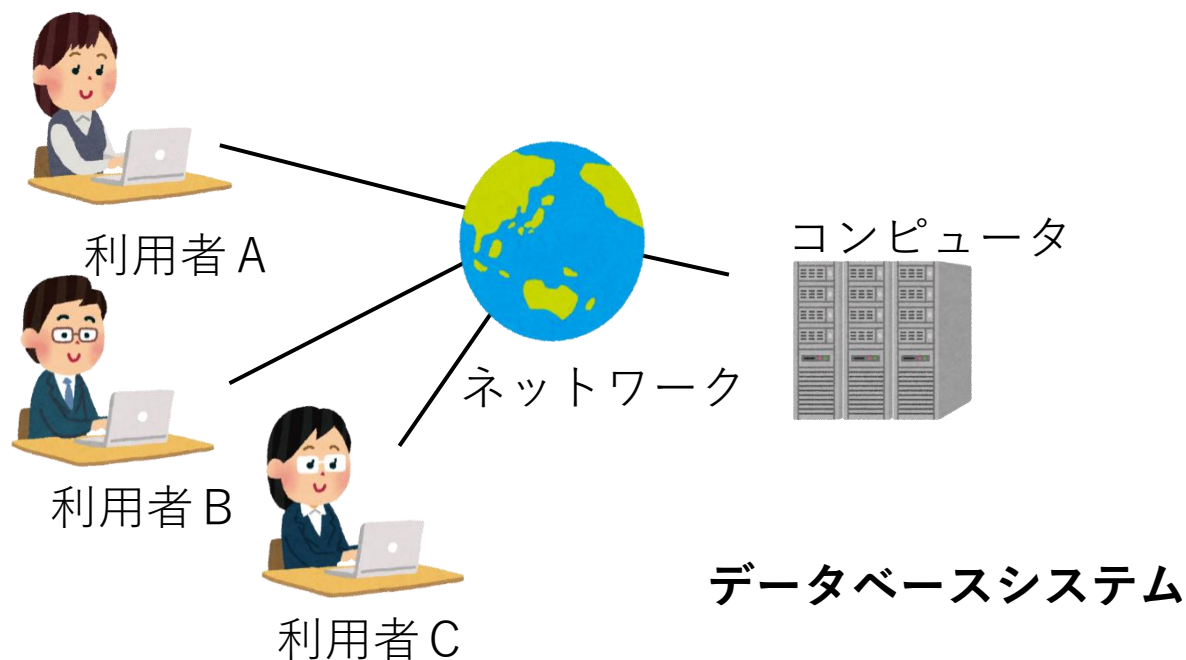 利用者A
利用者B
利用者C
ネットワーク
コンピュータ
データベースシステム